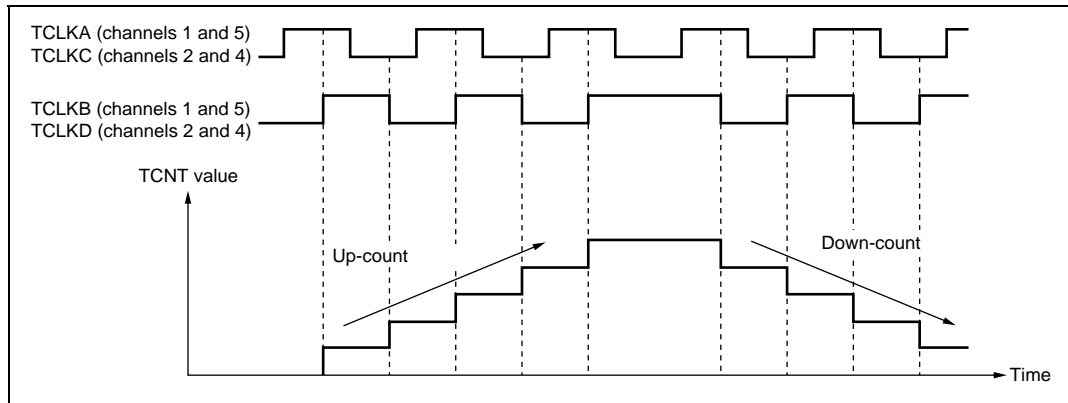 TCLKA (channels 1 and 5)
TCLKC (channels 2 and 4)
TCLKB (channels 1 and 5)
TCLKD (channels 2 and 4)
TCNT value
Up-count
Down-count
Time